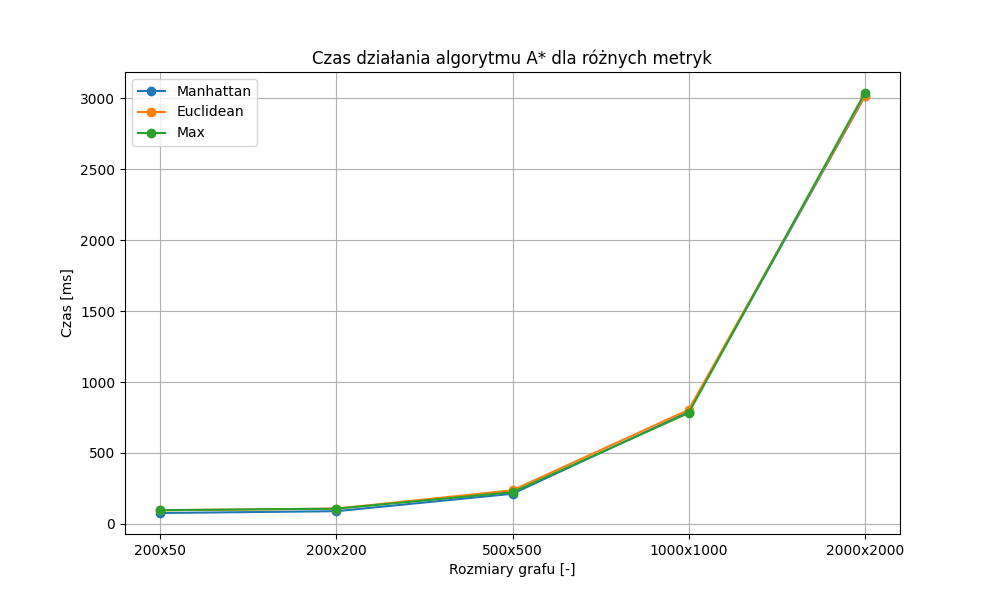 Czas działania algorytmu A* dla różnych metryk
Manhattan
Euclidean
Max
3000
2500
2000
1500
1000
500
0
Czas [ms]
200x50
200x200
500x500
1000x1000
2000x2000
Rozmiary grafu [-]